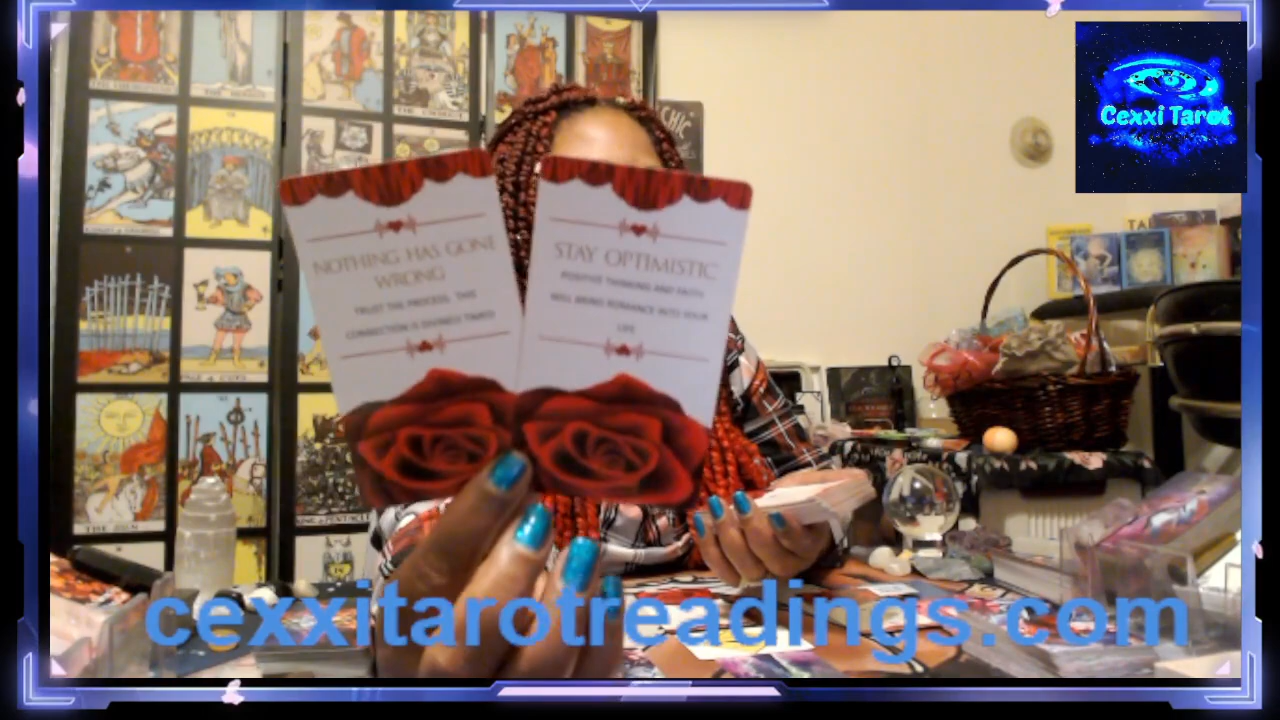 Cexxi Tarot
NOTHING HAS GONE
WRONG
TRUST THE PROCESS. THIS
CONNECTION IS DIVINELY TIMED
STAY OPTIMISTIC
POSITIVE THINKING AND FAITH
WILL BRING ROMANCE INTO YOUR
LIFE
THE SUN
cexxitarotreadings.com